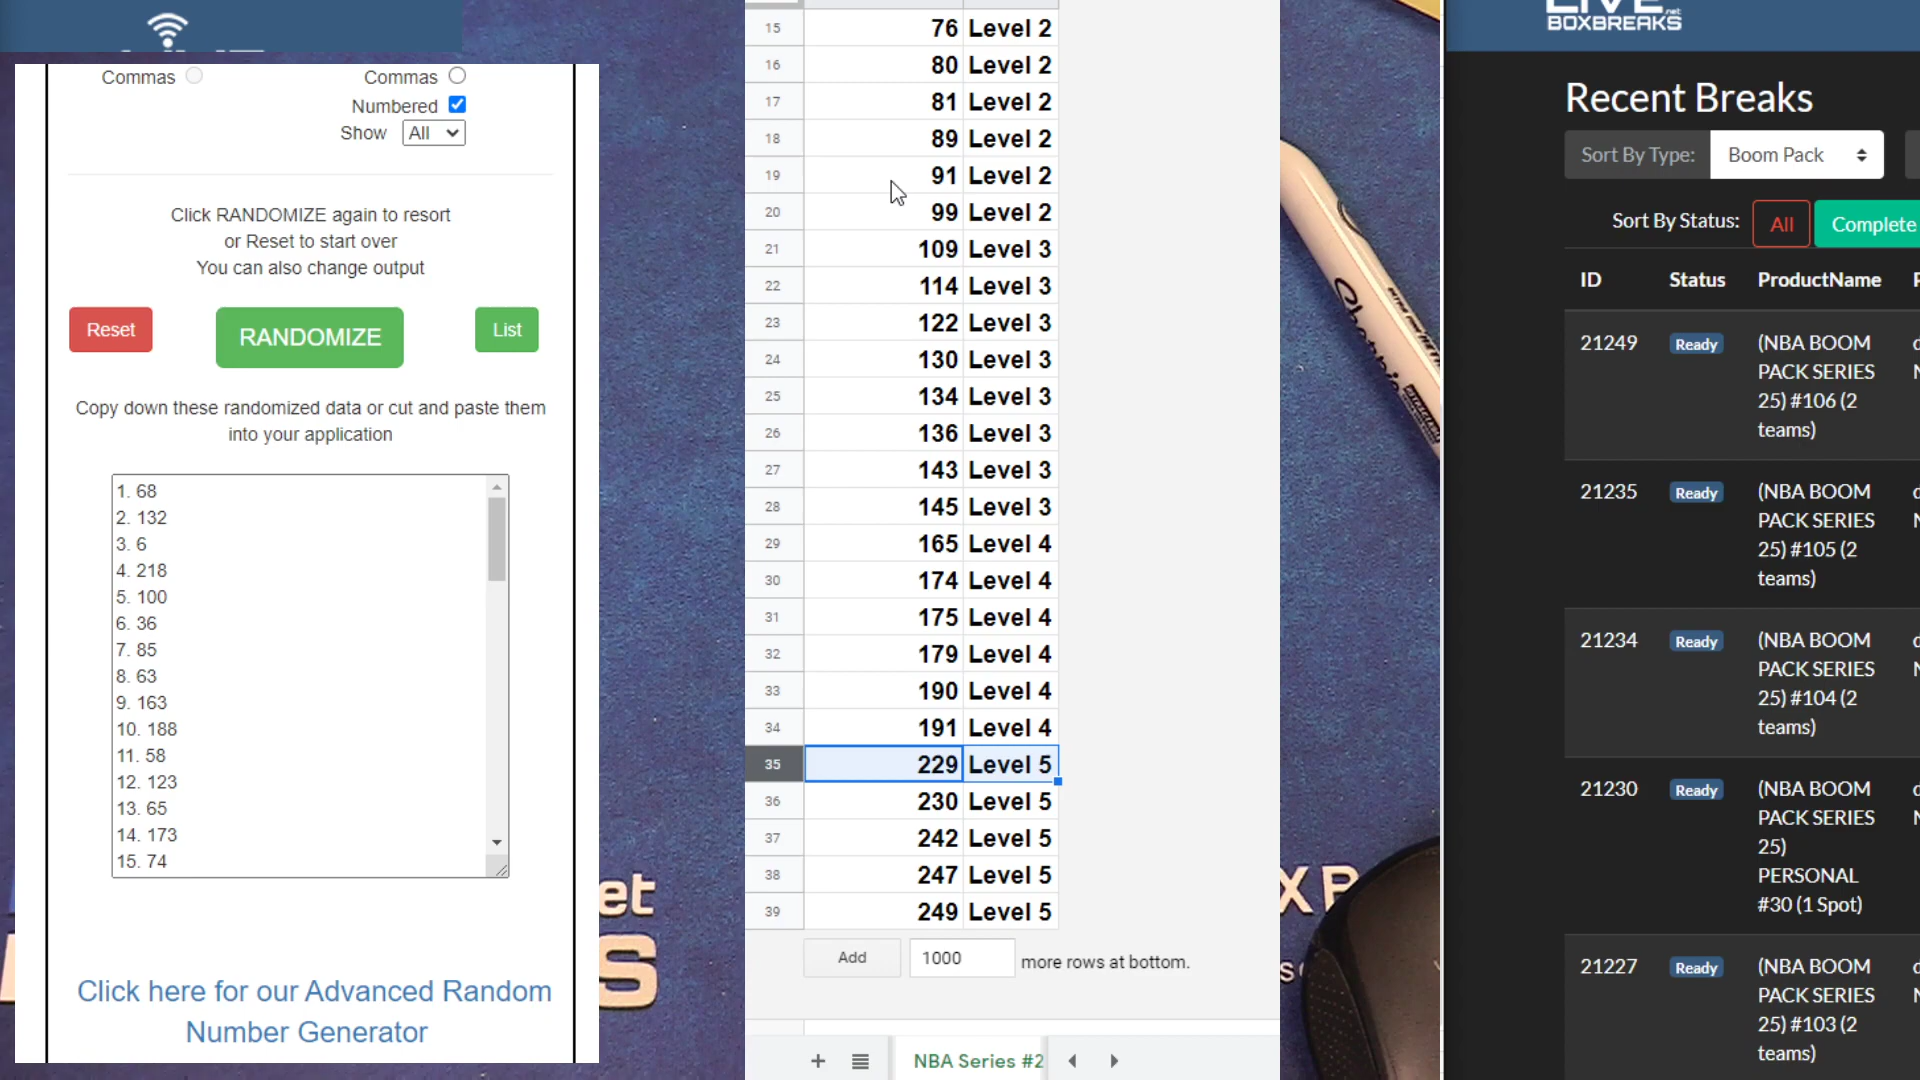 Commas
Commas
Numbered
Show All
Click RANDOMIZE again to resort
or Reset to start over
You can also change output
Reset
RANDOMIZE
List
Copy down these randomized data or cut and paste them
into your application
1. 68
2. 132
3. 6
4. 218
5. 100
6. 36
7. 85
8. 63
9. 163
10. 188
11. 58
12. 123
13. 65
14. 173
15. 74
Click here for our Advanced Random
Number Generator
et
S
15 76 Level 2
16 80 Level 2
17 81 Level 2
18 89 Level 2
19 91 Level 2
20 99 Level 2
21 109 Level 3
22 114 Level 3
23 122 Level 3
24 130 Level 3
25 134 Level 3
26 136 Level 3
27 143 Level 3
28 145 Level 3
29 165 Level 4
30 174 Level 4
31 175 Level 4
32 179 Level 4
33 190 Level 4
34 191 Level 4
35 229 Level 5
36 230 Level 5
37 242 Level 5
38 247 Level 5
39 249 Level 5
Add 1000 more rows at bottom.
NBA Series #2
Sharpie
LIVE.net
BOXBREAKS
Recent Breaks
Sort By Type: Boom Pack
Sort By Status: All Complete
ID Status ProductName
21249 Ready (NBA BOOM
PACK SERIES
25) #106 (2
teams)
21235 Ready (NBA BOOM
PACK SERIES
25) #105 (2
teams)
21234 Ready (NBA BOOM
PACK SERIES
25) #104 (2
teams)
21230 Ready (NBA BOOM
PACK SERIES
25)
PERSONAL
#30 (1 Spot)
21227 Ready (NBA BOOM
PACK SERIES
25) #103 (2
teams)